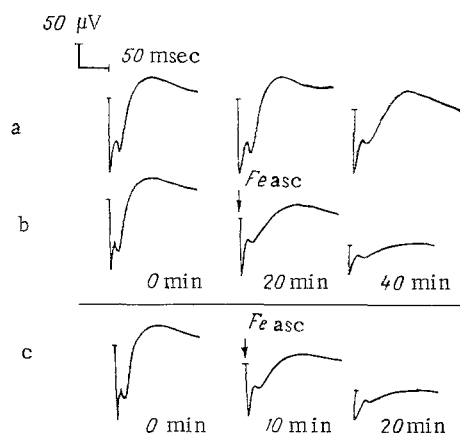 50 μV
50 msec
a
Fe asc
b
0 min 20 min 40 min
Fe asc
c
0 min 10 min 20 min